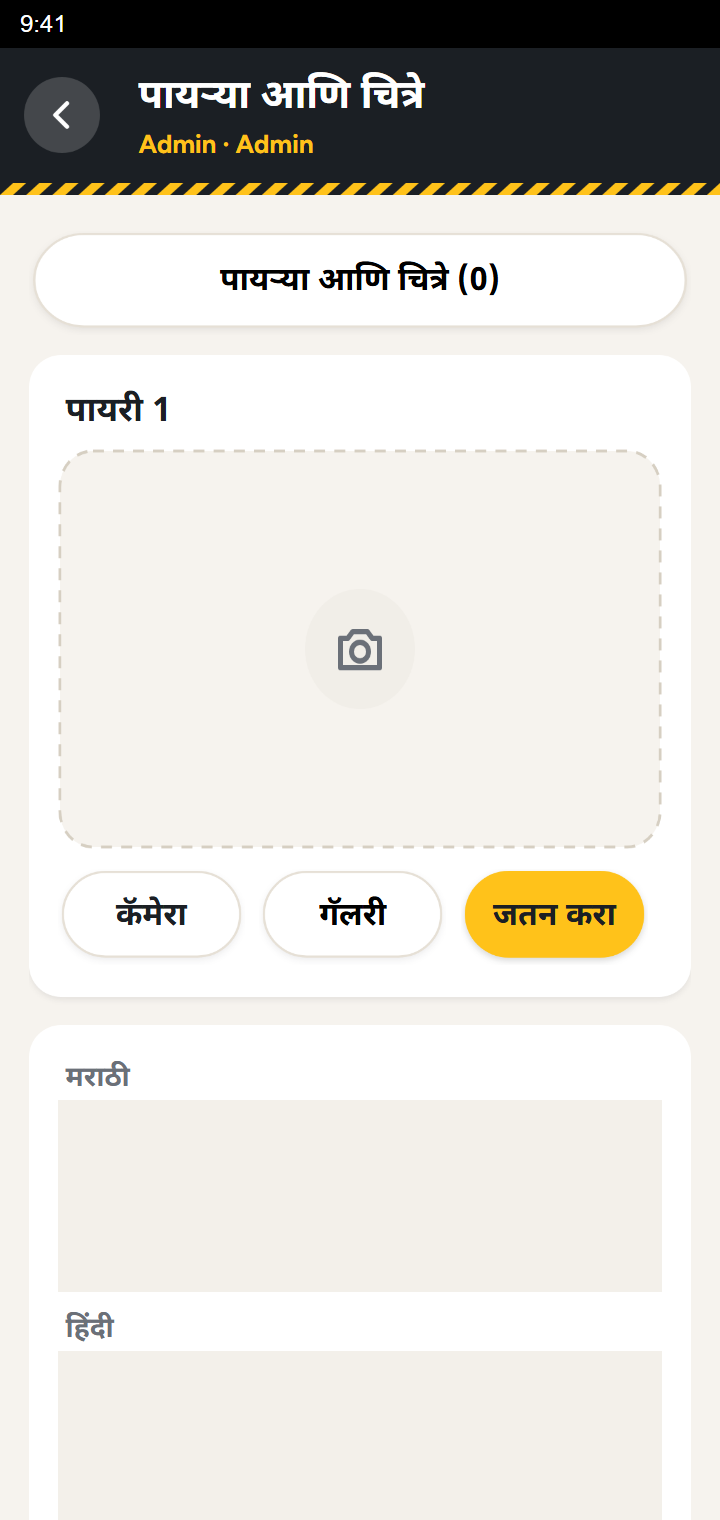 9:41
पायऱ्या आणि चित्रे
Admin · Admin
पायऱ्या आणि चित्रे (0)
पायरी 1
कॅमेरा
गॅलरी
जतन करा
मराठी
हिंदी